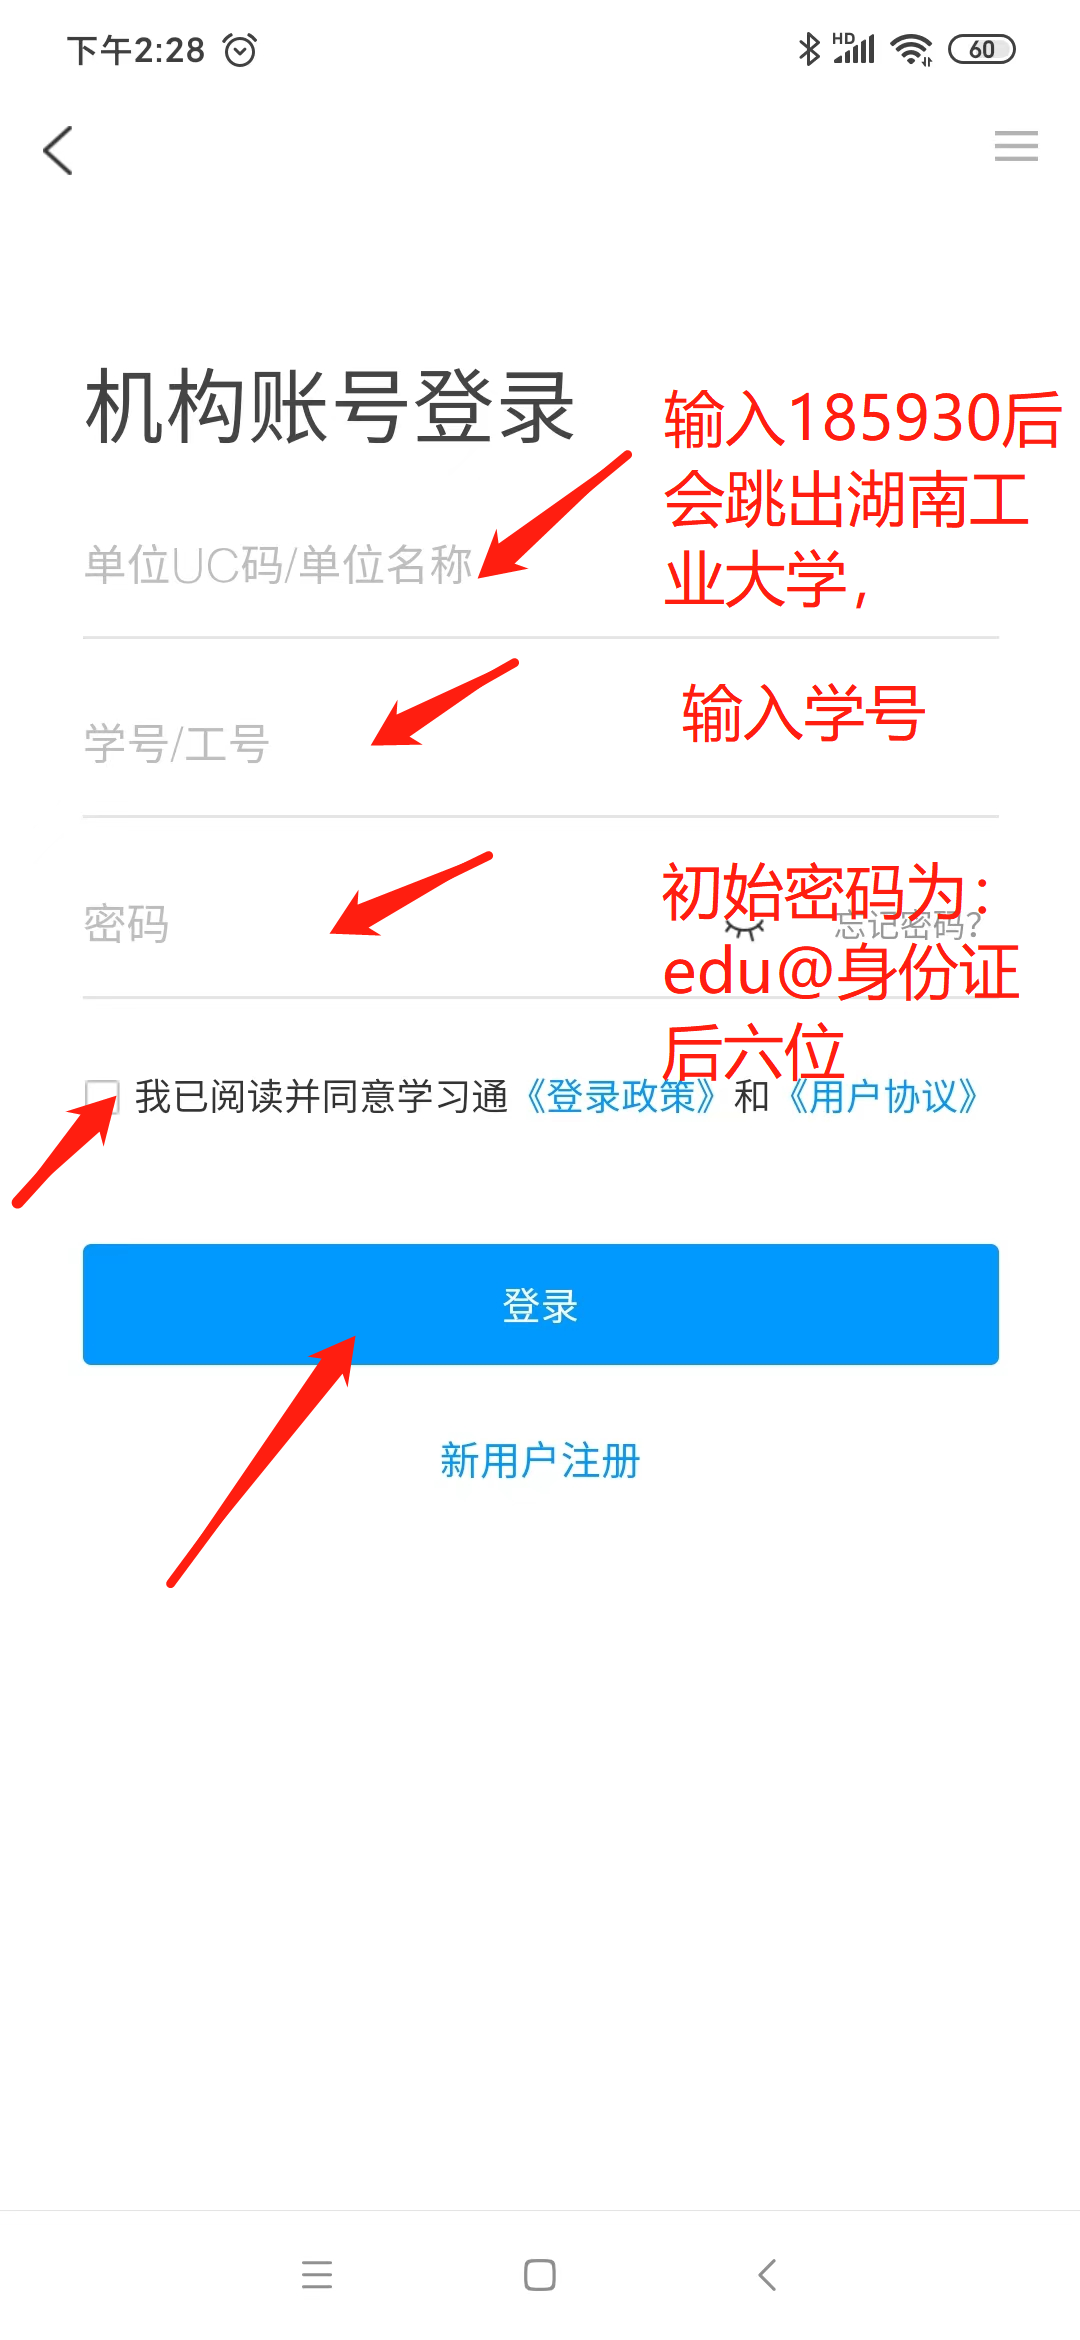 下午2:28
HD
60
机构账号登录
输入185930后
会跳出湖南工
业大学，
单位UC码/单位名称
输入学号
学号/工号
初始密码为：
edu@身份证
后六位
密码
忘记密码?
我已阅读并同意学习通《登录政策》和《用户协议》
登录
新用户注册